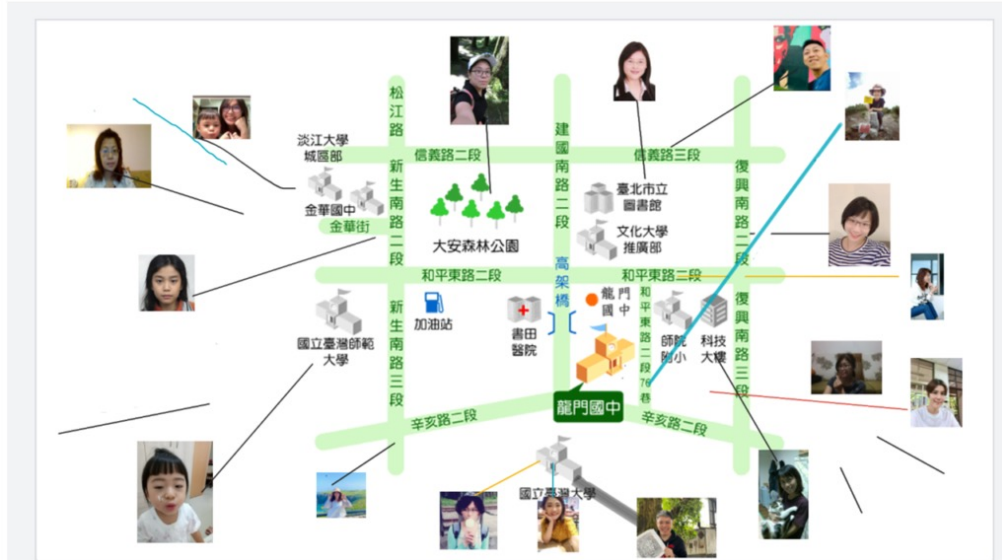 松江路
建國南路二段
淡江大學
城區部
信義路二段
信義路三段
新生南路二段
復興南路二段
臺北市立
圖書館
金華國中
金華街
文化大學
推廣部
大安森林公園
高架橋
和平東路二段
和平東路二段
新生南路三段
加油站
書田
醫院
龍門
國中
和平東路二段76巷
師院
附小
科技
大樓
復興南路三段
國立臺灣師範
大學
龍門國中
辛亥路二段
辛亥路二段
國立臺灣大學